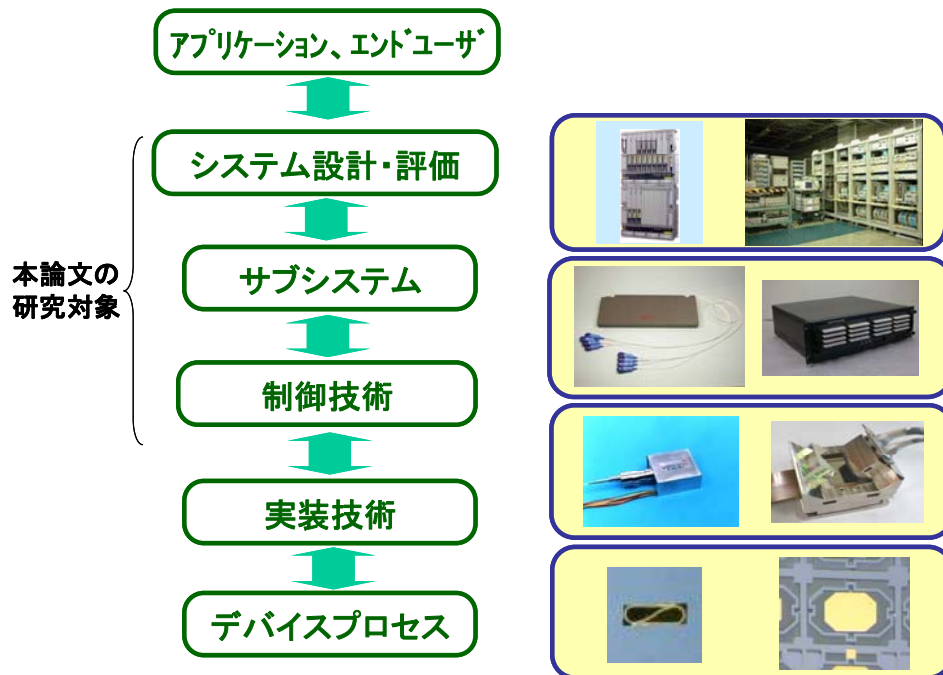 アプリケーション、エンドユーザ
システム設計・評価
サブシステム
本論文の
研究対象
制御技術
実装技術
デバイスプロセス